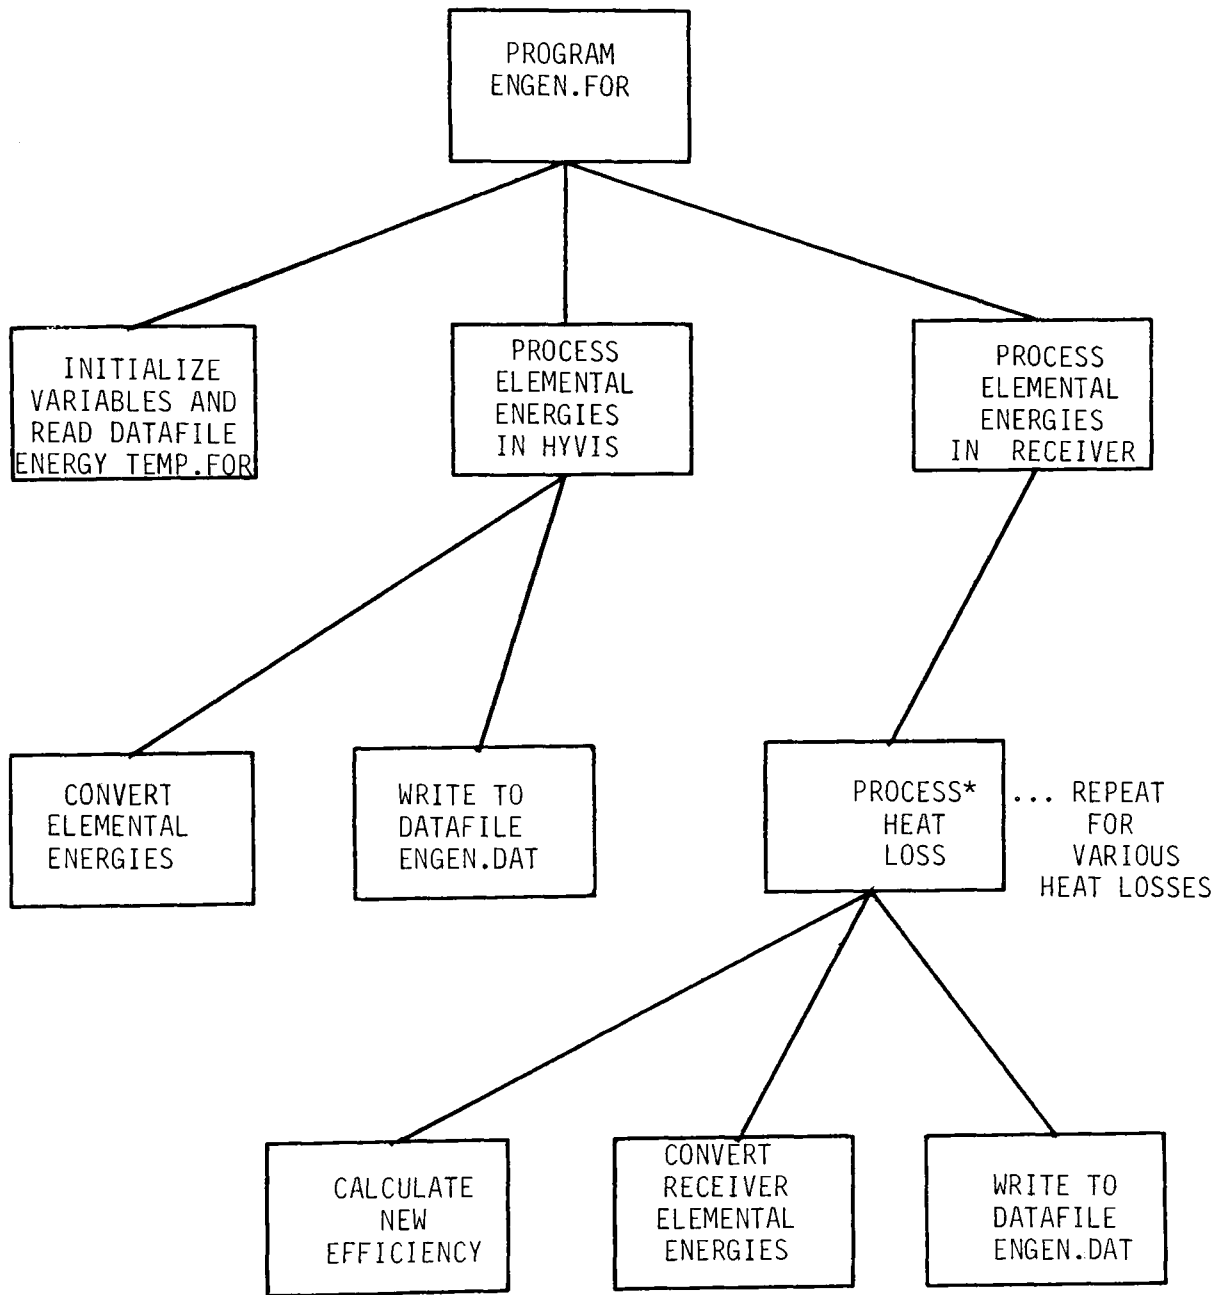 PROGRAM
ENGEN.FOR
INITIALIZE
VARIABLES AND
READ DATAFILE
ENERGY TEMP.FOR
PROCESS
ELEMENTAL
ENERGIES
IN HYVIS
PROCESS
ELEMENTAL
ENERGIES
IN RECEIVER
CONVERT
ELEMENTAL
ENERGIES
WRITE TO
DATAFILE
ENGEN.DAT
PROCESS*
HEAT
LOSS
... REPEAT
FOR
VARIOUS
HEAT LOSSES
CALCULATE
NEW
EFFICIENCY
CONVERT
RECEIVER
ELEMENTAL
ENERGIES
WRITE TO
DATAFILE
ENGEN.DAT